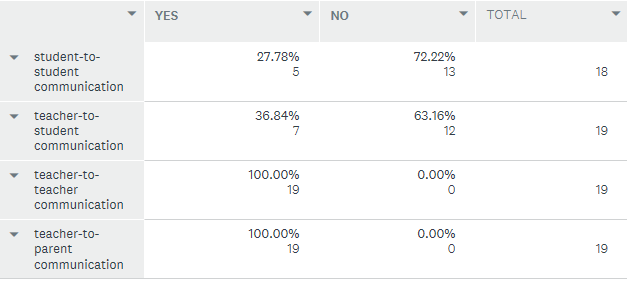 YES NO TOTAL
student-to-
student
communication
27.78% 72.22%
5 13 18
teacher-to-
student
communication
36.84% 63.16%
7 12 19
teacher-to-
teacher
communication
100.00% 0.00%
19 0 19
teacher-to-
parent
communication
100.00% 0.00%
19 0 19